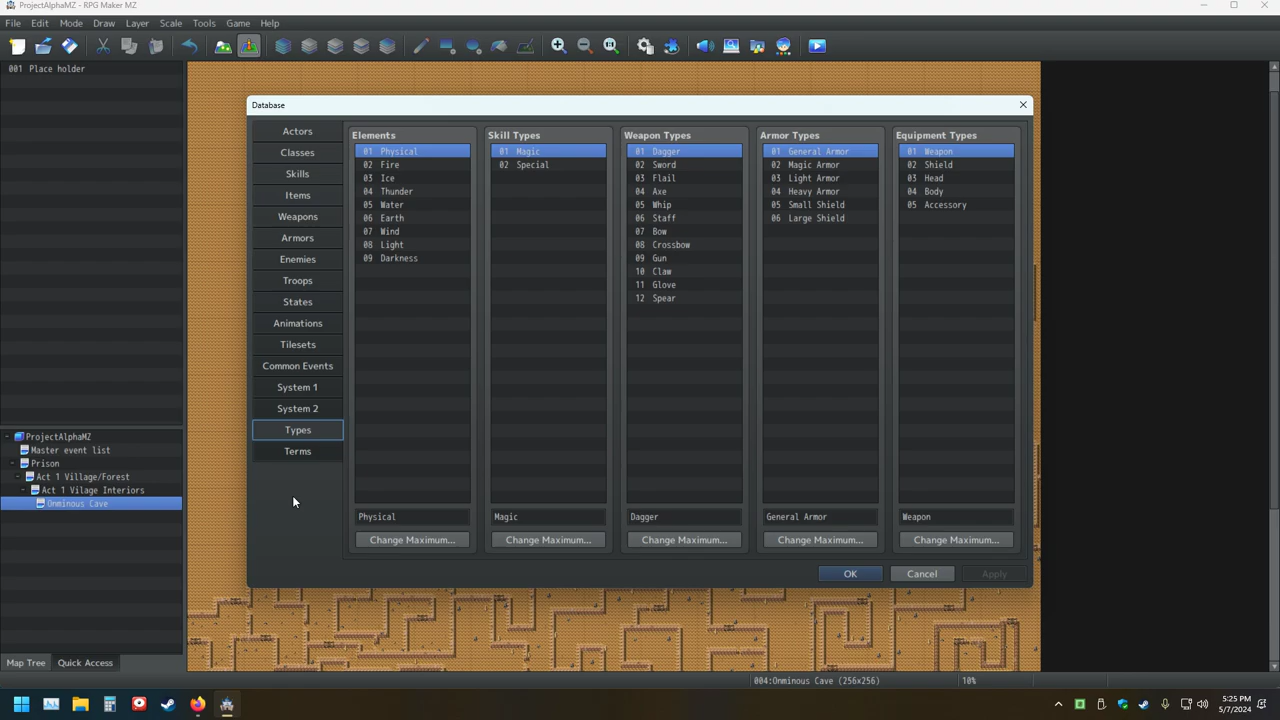 ProjectAlphaMZ - RPG Maker MZ
File Edit Mode Draw Layer Scale Tools Game Help
001 Place holder
Database
Actors
Classes
Skills
Items
Weapons
Armors
Enemies
Troops
States
Animations
Tilesets
Common Events
System 1
System 2
Types
Terms
Elements
01 Physical
02 Fire
03 Ice
04 Thunder
05 Water
06 Earth
07 Wind
08 Light
09 Darkness
Physical
Change Maximum...
Skill Types
01 Magic
02 Special
Magic
Change Maximum...
Weapon Types
01 Dagger
02 Sword
03 Flail
04 Axe
05 Whip
06 Staff
07 Bow
08 Crossbow
09 Gun
10 Claw
11 Glove
12 Spear
Dagger
Change Maximum...
Armor Types
01 General Armor
02 Magic Armor
03 Light Armor
04 Heavy Armor
05 Small Shield
06 Large Shield
General Armor
Change Maximum...
Equipment Types
01 Weapon
02 Shield
03 Head
04 Body
05 Accessory
Weapon
Change Maximum...
OK Cancel Apply
ProjectAlphaMZ
Master event list
Prison
Act 1 Village/Forest
Act 1 Vilage Interiors
Onminous Cave
Map Tree Quick Access
004:Onminous Cave (256x256) 10%
5:25 PM
5/7/2024